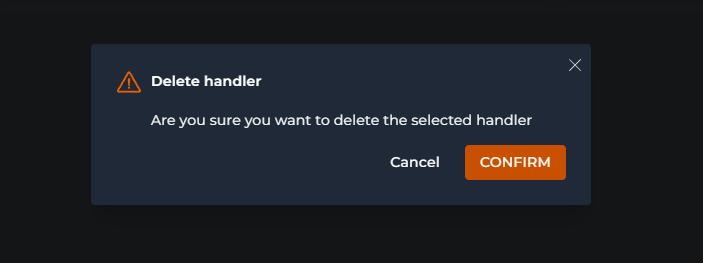 Delete handler
Are you sure you want to delete the selected handler
Cancel CONFIRM